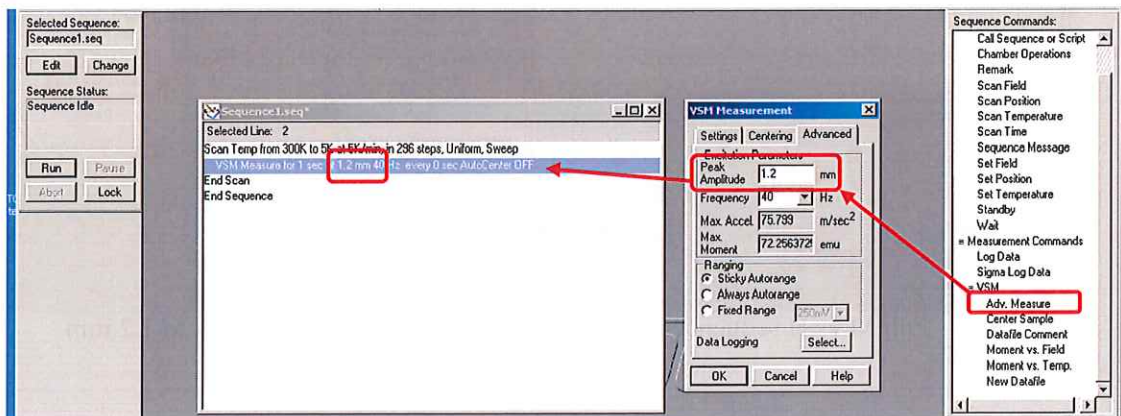 Selected Sequence:
Sequence1.seq
Edit Change
Sequence Status:
Sequence Idle
Run Pause
Abort Lock
Sequence1.seq*
Selected Line: 2
Scan Temp from 300K to 5K at 5K/min, in 296 steps, Uniform, Sweep
VSM Measure for 1 sec 1.2 mm 40 Hz every 0 sec AutoCenter OFF
End Scan
End Sequence
VSM Measurement
Settings Centering Advanced
Excitation Parameters
Peak
Amplitude 1.2 mm
Frequency 40 Hz
Max. Accel. 75.799 m/sec2
Max.
Moment 72.256372 emu
Ranging
Sticky Autorange
Always Autorange
Fixed Range 250mV
Data Logging Select...
OK Cancel Help
Sequence Commands:
Call Sequence or Script
Chamber Operations
Remark
Scan Field
Scan Position
Scan Temperature
Scan Time
Sequence Message
Set Field
Set Position
Set Temperature
Standby
Wait
Measurement Commands
Log Data
Sigma Log Data
VSM
Adv. Measure
Center Sample
Datafile Comment
Moment vs. Field
Moment vs. Temp.
New Datafile